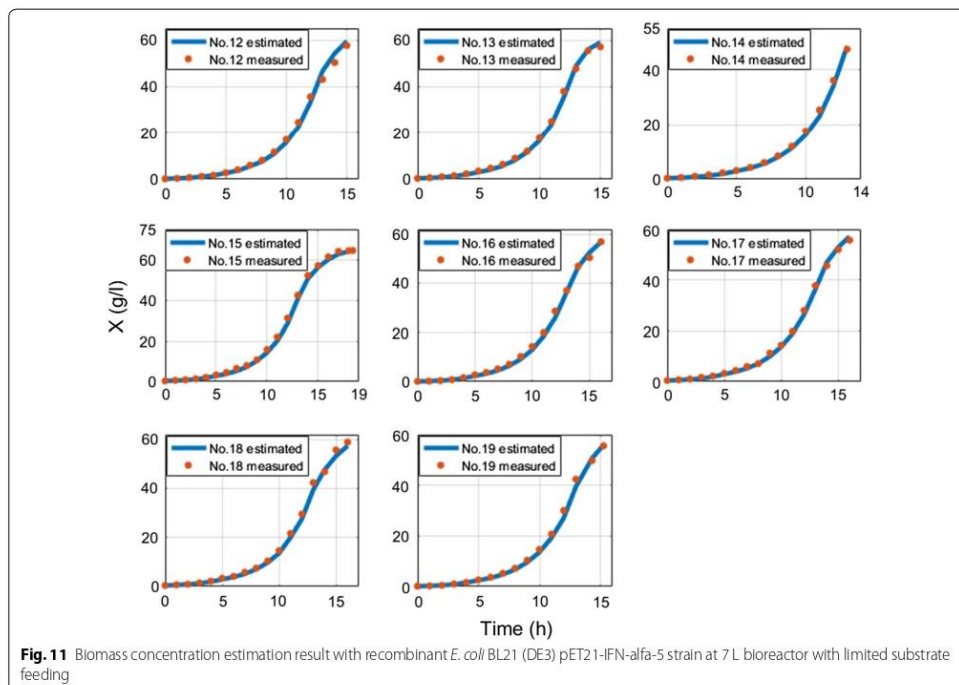 60
40
20
0
No.12 estimated
No.12 measured
0 5 10 15
60
40
20
0
No.13 estimated
No.13 measured
0 5 10 15
55
40
20
0
No.14 estimated
No.14 measured
0 5 10 14
75
60
40
20
0
No.15 estimated
No.15 measured
0 5 10 15 19
60
40
20
0
No.16 estimated
No.16 measured
0 5 10 15
60
40
20
0
No.17 estimated
No.17 measured
0 5 10 15
X (g/l)
60
40
20
0
No.18 estimated
No.18 measured
0 5 10 15
60
40
20
0
No.19 estimated
No.19 measured
0 5 10 15
Time (h)
Fig. 11 Biomass concentration estimation result with recombinant E. coli BL21 (DE3) pET21-IFN-alfa-5 strain at 7 L bioreactor with limited substrate
feeding